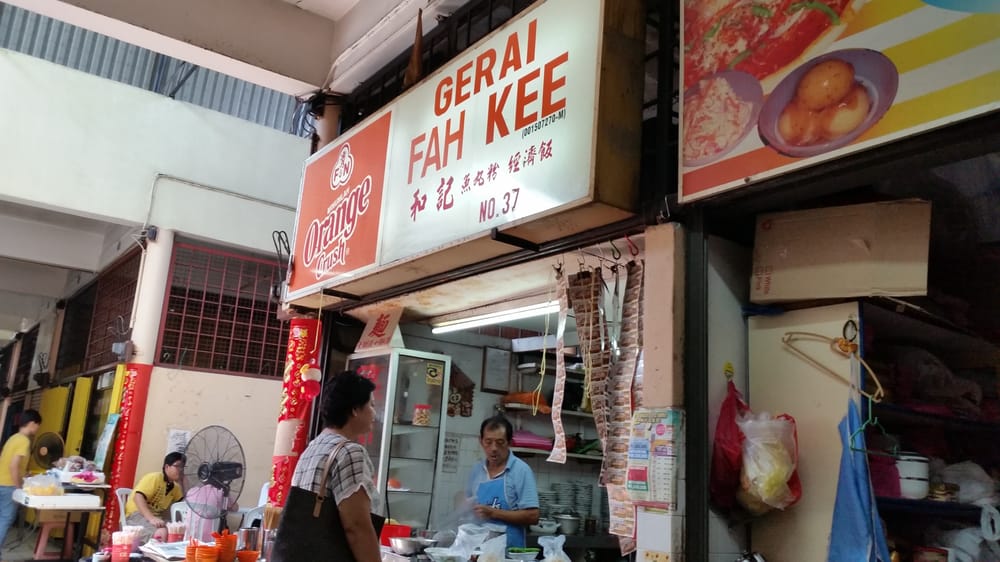 F&N
Orange
Crush
GERAI
FAH KEE
(001507270-M)
和記 魚丸粉 經濟飯
NO. 37
麵